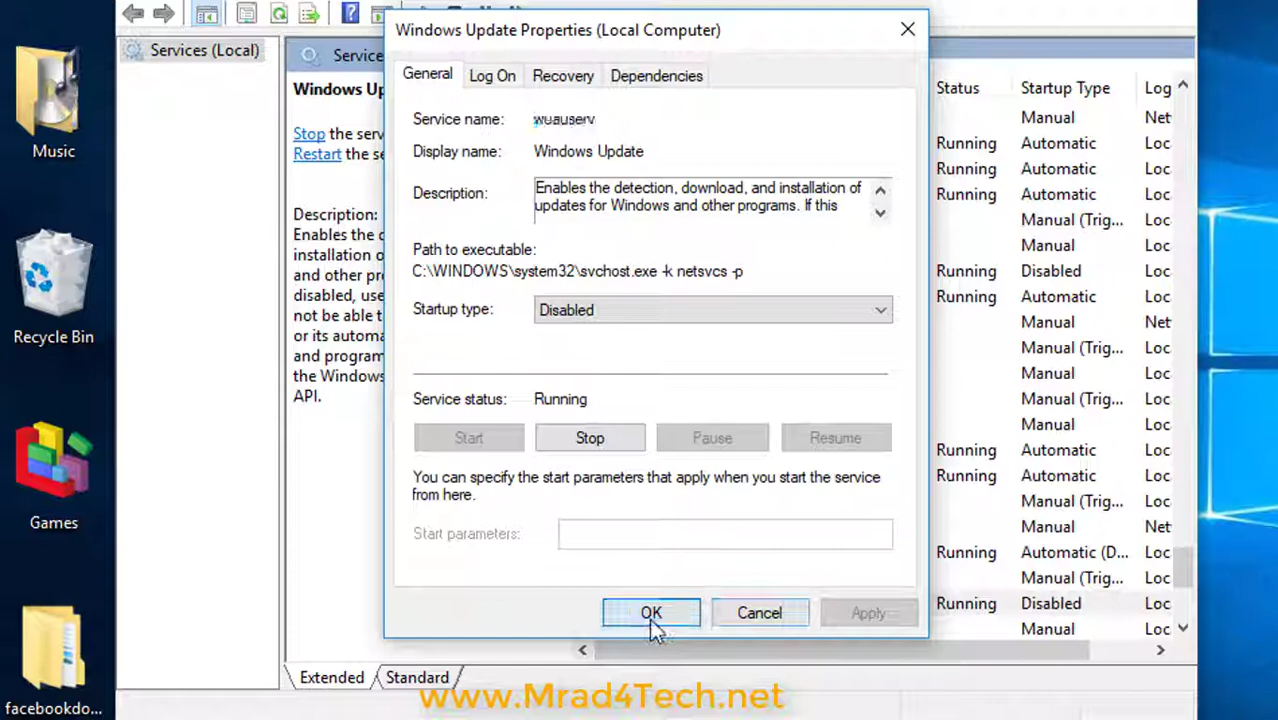 Windows Update Properties (Local Computer)
Services (Local)
Service
General
Log On
Recovery
Dependencies
Windows Up
Stop the serv
Restart the se
Description:
Enables the d
installation o
and other pr
disabled, use
not be able t
or its automa
and program
the Windows
API.
Service name: wuauserv
Display name: Windows Update
Description: Enables the detection, download, and installation of
updates for Windows and other programs. If this
Path to executable:
C:\WINDOWS\system32\svchost.exe -k netsvcs -p
Startup type: Disabled
Service status: Running
Start
Stop
Pause
Resume
You can specify the start parameters that apply when you start the service
from here.
Start parameters:
OK
Cancel
Apply
Status Startup Type Log
Manual Net
Running Automatic Loc
Running Automatic Loc
Manual (Trig... Loc
Manual Loc
Running Disabled Loc
Running Automatic Loc
Manual Net
Manual (Trig... Loc
Manual Loc
Manual (Trig... Loc
Manual Loc
Running Automatic Loc
Running Automatic Loc
Manual (Trig... Loc
Manual Net
Running Automatic (D... Loc
Manual (Trig... Loc
Running Disabled Loc
Manual Loc
Extended
Standard
Music
Recycle Bin
Games
facebookdo...
www.Mrad4Tech.net